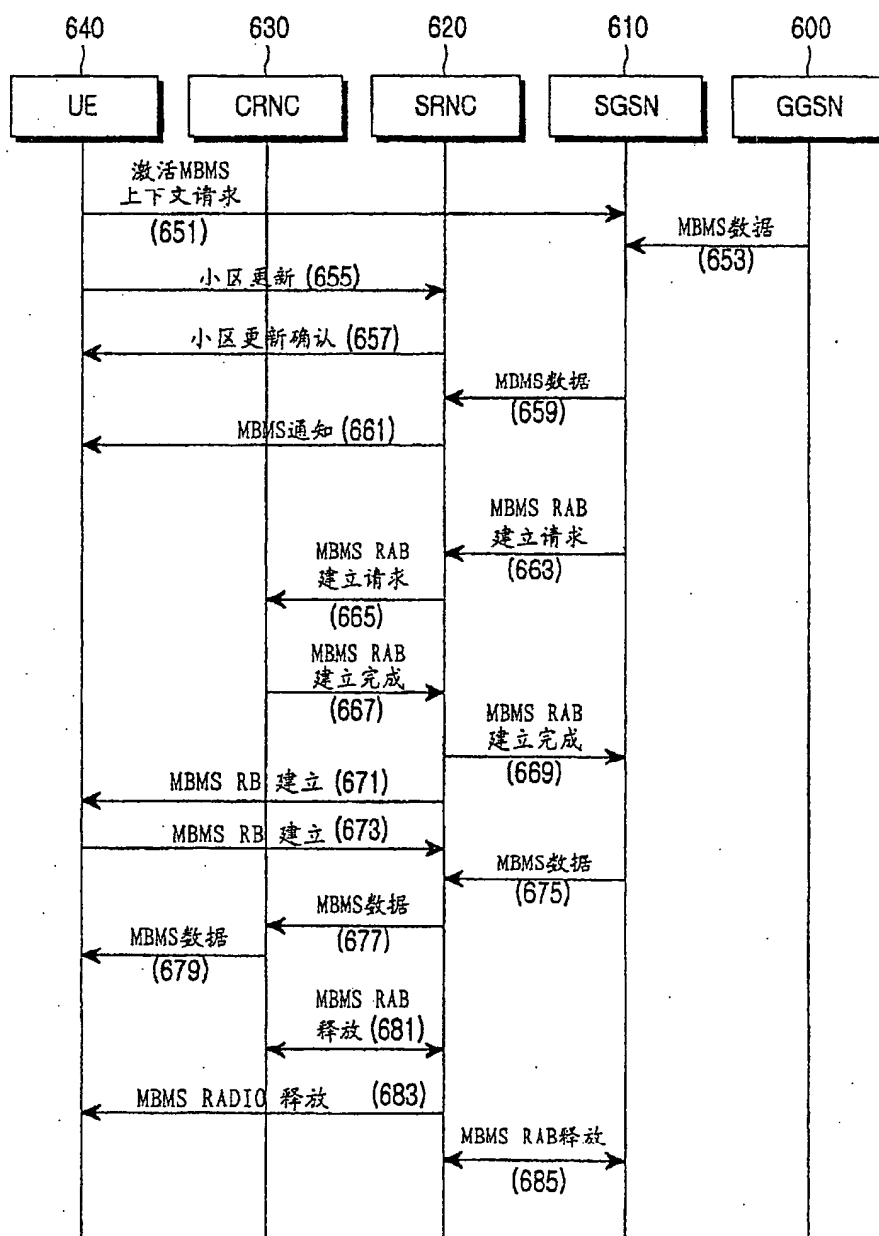 640 630 620 610 600
UE CRNC SRNC SGSN GGSN
激活MBMS
上下文请求
(651)
MBMS数据
(653)
小区更新 (655)
小区更新确认 (657)
MBMS数据
(659)
MBMS通知 (661)
MBMS RAB
建立请求
(663)
MBMS RAB
建立请求
(665)
MBMS RAB
建立完成
(667)
MBMS RAB
建立完成
(669)
MBMS RB 建立 (671)
MBMS RB 建立 (673)
MBMS数据
(675)
MBMS数据
(677)
MBMS数据
(679)
MBMS RAB
释放 (681)
MBMS RADIO 释放 (683)
MBMS RAB释放
(685)